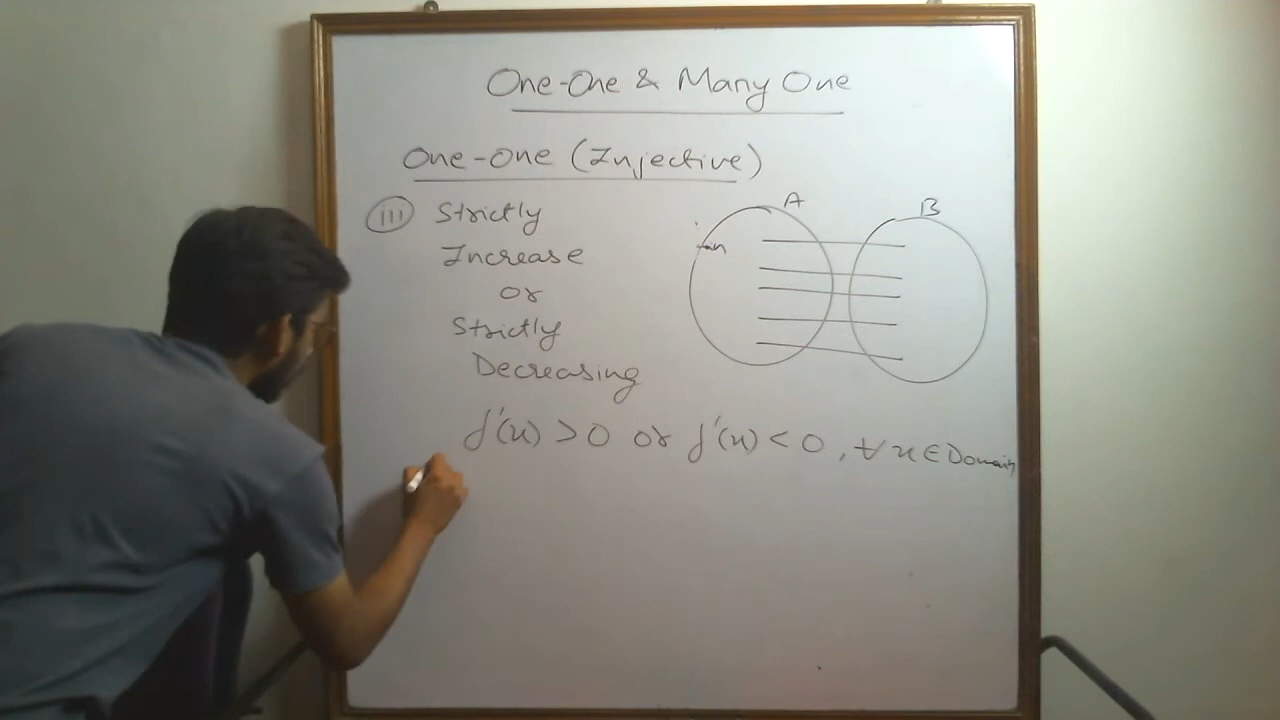 One-One & Many One
One-One (Injective)
(iii) Strictly
Increase
or
Strictly
Decreasing
A
B
f'(x) > 0 or f'(x) < 0, ∀ x ∈ Domain